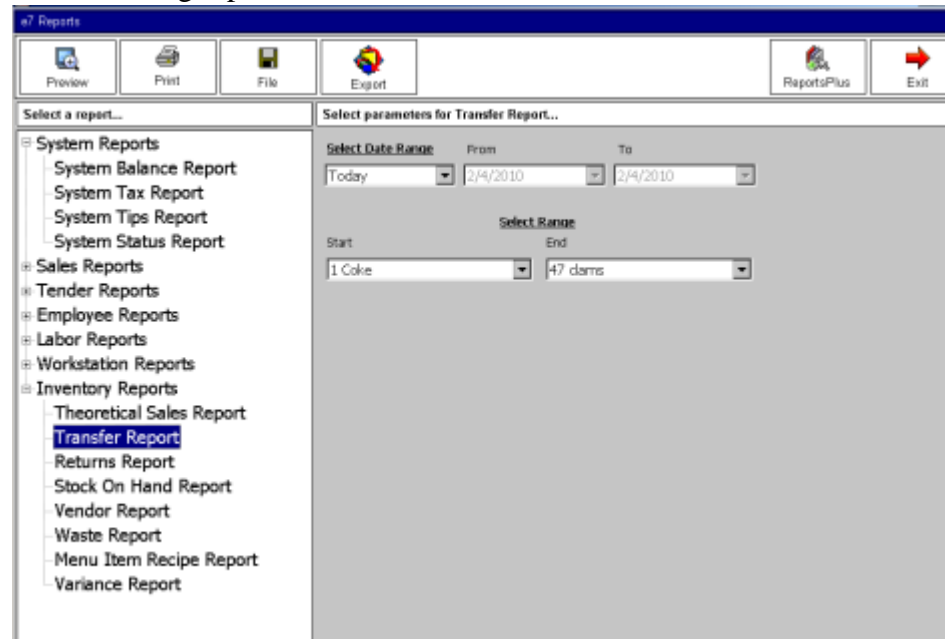 e7 Reports
Preview Print File Export ReportsPlus Exit
Select a report...
System Reports
System Balance Report
System Tax Report
System Tips Report
System Status Report
Sales Reports
Tender Reports
Employee Reports
Labor Reports
Workstation Reports
Inventory Reports
Theoretical Sales Report
Transfer Report
Returns Report
Stock On Hand Report
Vendor Report
Waste Report
Menu Item Recipe Report
Variance Report
Select parameters for Transfer Report...
Select Date Range From To
Today 2/4/2010 2/4/2010
Select Range
Start End
1 Coke 47 clams